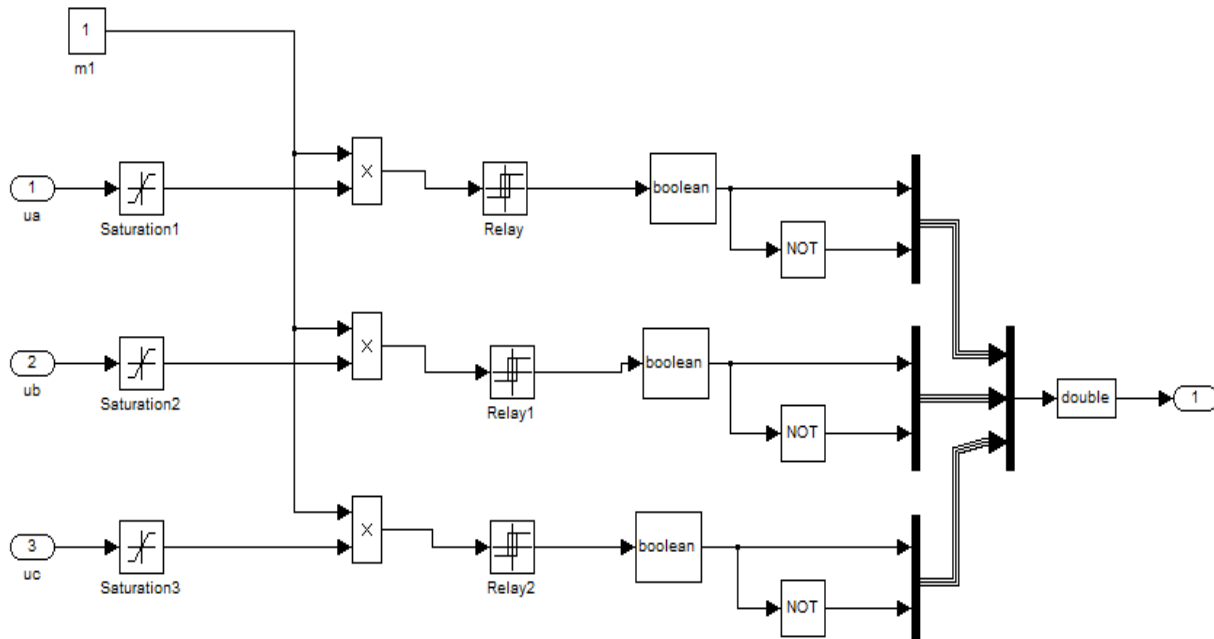 1
m1
X
1
ua
Saturation1
Relay
boolean
NOT
X
2
ub
Saturation2
Relay1
boolean
NOT
double
1
X
3
uc
Saturation3
Relay2
boolean
NOT